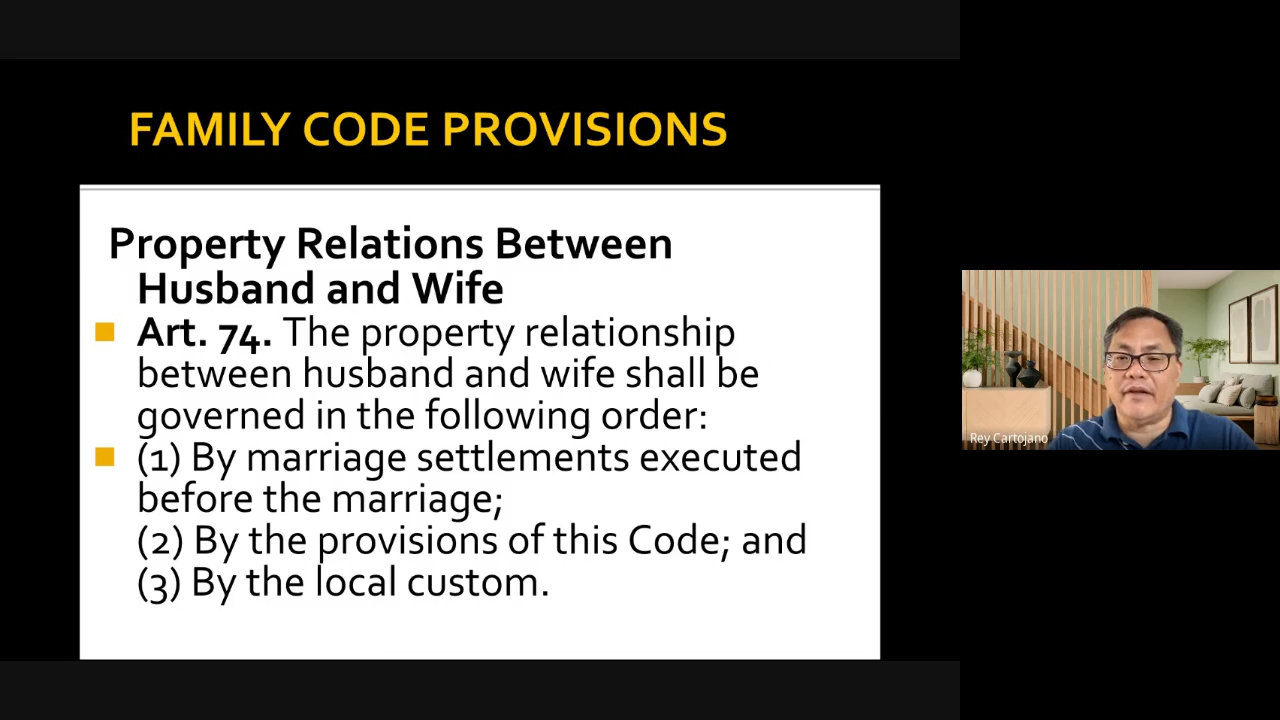 FAMILY CODE PROVISIONS
Property Relations Between
Husband and Wife
Art. 74. The property relationship
between husband and wife shall be
governed in the following order:
(1) By marriage settlements executed
before the marriage;
(2) By the provisions of this Code; and
(3) By the local custom.
Rey Cartojano